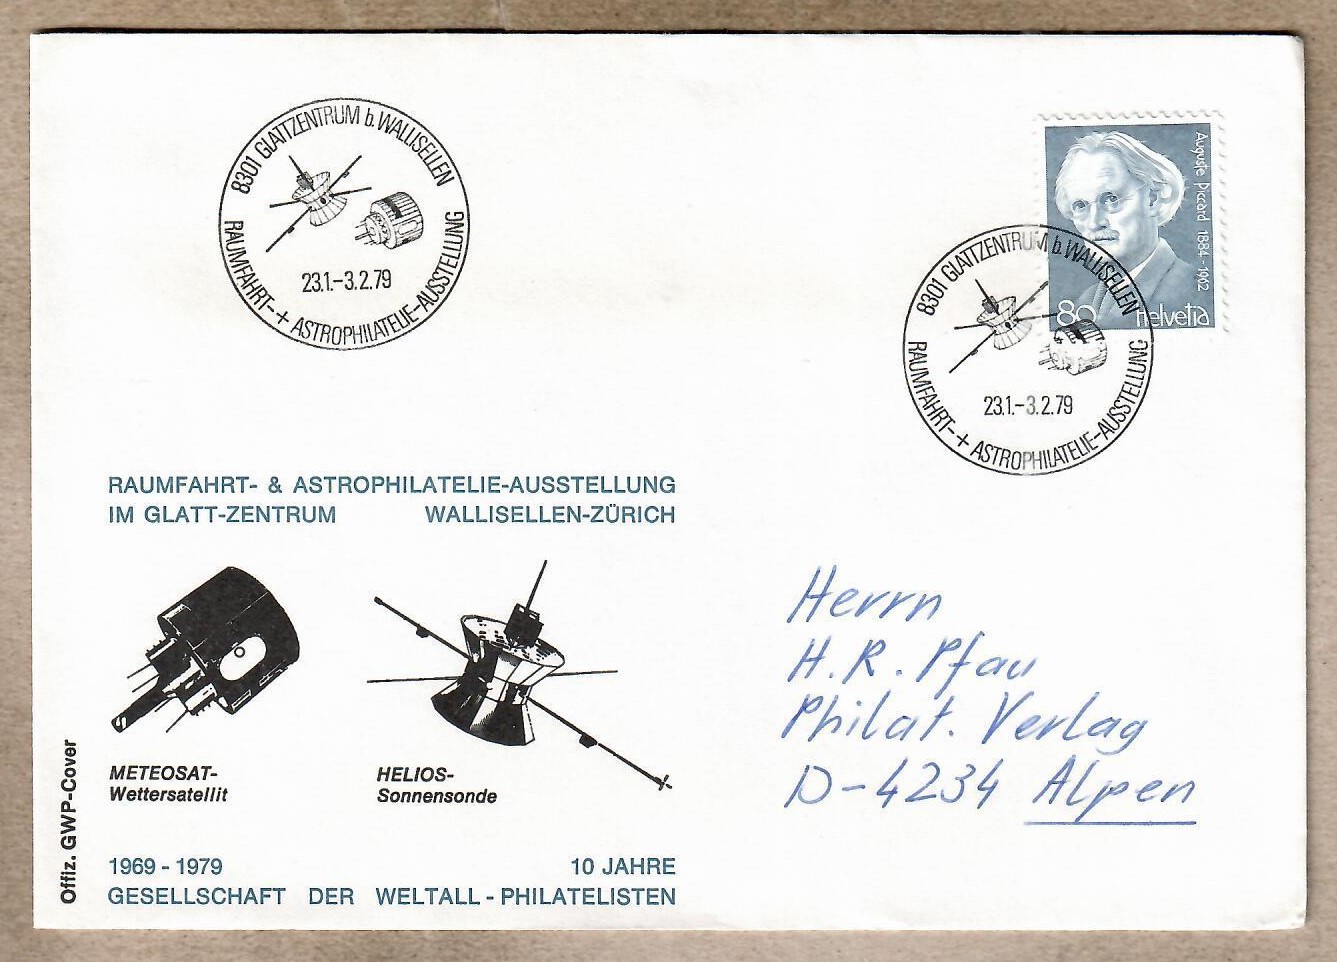 8301 GLATTZENTRUM b. WALLISELLEN
23.1.-3.2.79
RAUMFAHRT- + ASTROPHILATELIE-AUSSTELLUNG
Auguste Piccard 1884-1962
80 helvetia
8301 GLATTZENTRUM b. WALLISELLEN
23.1.-3.2.79
RAUMFAHRT- + ASTROPHILATELIE-AUSSTELLUNG
RAUMFAHRT- & ASTROPHILATELIE-AUSSTELLUNG
IM GLATT-ZENTRUM WALLISELLEN-ZÜRICH
Herrn
H. R. Pfau
Philat. Verlag
D-4234 Alpen
METEOSAT-
Wettersatellit
HELIOS-
Sonnensonde
Offiz. GWP-Cover
1969 - 1979 10 JAHRE
GESELLSCHAFT DER WELTALL - PHILATELISTEN